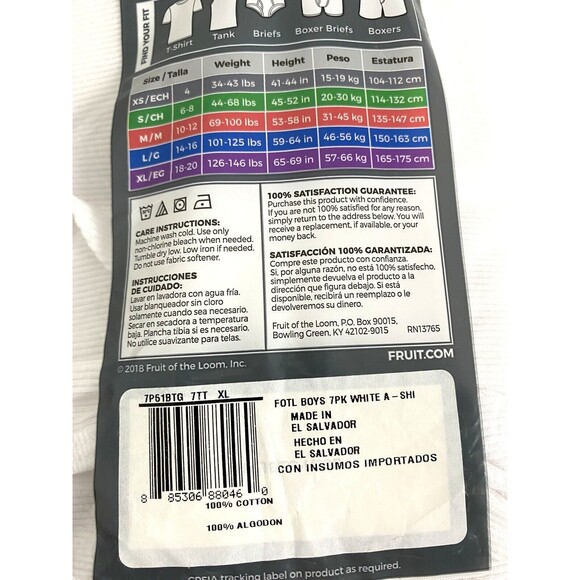 FIND YOUR FIT
T-Shirt Tank Briefs Boxer Briefs Boxers
Size / Talla Weight Height Peso Estatura
XS/ECH 4 34-43 lbs 41-44 in 15-19 kg 104-112 cm
S/CH 6-8 44-68 lbs 45-52 in 20-30 kg 114-132 cm
M/M 10-12 69-100 lbs 53-58 in 31-45 kg 135-147 cm
L/G 14-16 101-125 lbs 59-64 in 46-56 kg 150-163 cm
XL/EG 18-20 126-146 lbs 65-69 in 57-66 kg 165-175 cm
CARE INSTRUCTIONS:
Machine wash cold. Use only
non-chlorine bleach when needed.
Tumble dry low. Low iron if needed.
Do not use fabric softener.
INSTRUCCIONES
DE CUIDADO:
Lavar en lavadora con agua fría.
Usar blanqueador sin cloro
solamente cuando sea necesario.
Secar en secadora a temperatura
baja. Plancha tibia si es necesario.
No utilice suavizante para telas.
100% SATISFACTION GUARANTEE:
Purchase this product with confidence.
If you are not 100% satisfied for any reason,
simply return to the address below. You will
receive a replacement, if available, or your
money back.
SATISFACCIÓN 100% GARANTIZADA:
Compre este producto con confianza.
Si, por alguna razón, no está 100% satisfecho,
simplemente devuelva el producto a la
dirección que figura debajo. Si está
disponible, recibirá un reemplazo o le
devolveremos su dinero.
Fruit of the Loom, P.O. Box 90015,
Bowling Green, KY 42102-9015 RN13765
© 2018 Fruit of the Loom, Inc.
FRUIT.COM
7P51BTG 7TT XL
8 85306 88046 0
100% COTTON
100% ALGODON
FOTL BOYS 7PK WHITE A-SHI
MADE IN
EL SALVADOR
HECHO EN
EL SALVADOR
CON INSUMOS IMPORTADOS
CPSIA tracking label on product as required.